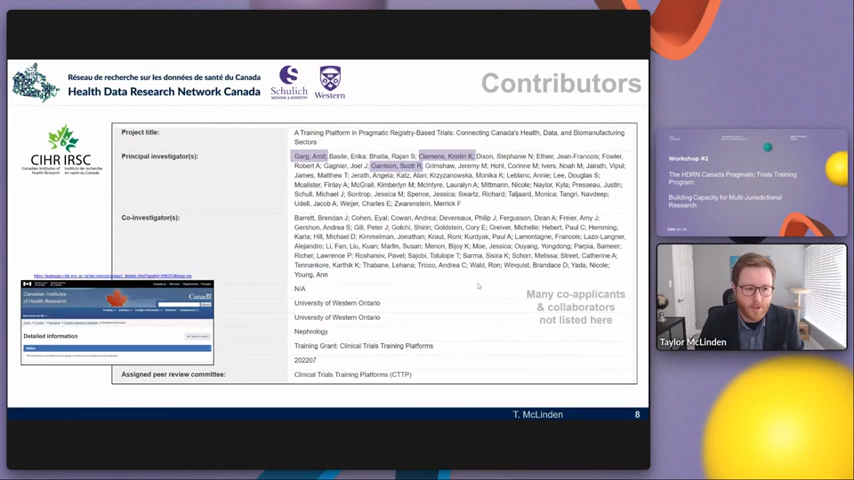 Réseau de recherche sur les données de santé du Canada
Health Data Research Network Canada
Schulich
MEDICINE & DENTISTRY
Western
Contributors
CIHR IRSC
Canadian Institutes of Health Research
Instituts de recherche en santé du Canada
Project title:
A Training Platform in Pragmatic Registry-Based Trials: Connecting Canada's Health, Data, and Biomanufacturing
Sectors
Principal investigator(s):
Garg, Amit; Basile, Erika; Bhatia, Rajan S; Clemens, Kristin K; Dixon, Stephanie N; Ethier, Jean-Francois; Fowler,
Robert A; Gagnier, Joel J; Garrison, Scott R; Grimshaw, Jeremy M; Hohl, Corinne M; Ivers, Noah M; Jairath, Vipul;
James, Matthew T; Jerath, Angela; Katz, Alan; Krzyzaniak, Monika K; Leblanc, Annie; Lee, Douglas S;
Mcalister, Finlay A; McGrail, Kimberlyn M; McIntyre, Lauralyn A; Mittmann, Nicole; Naylor, Kyla; Presseau, Justin;
Schull, Michael J; Sontrop, Jessica M; Spence, Jessica; Swartz, Richard; Taljaard, Monica; Tangri, Navdeep;
Udell, Jacob A; Weijer, Charles E; Zwarenstein, Merrick F
Co-investigator(s):
Barrett, Brendan J; Cohen, Eyal; Cowan, Andrea; Devereaux, Philip J; Fergusson, Dean A; Freier, Amy J;
Gershon, Andrea S; Gill, Peter J; Golchi, Shirin; Goldstein, Cory E; Greiver, Michelle; Hebert, Paul C; Hemming,
Karla; Hill, Michael D; Kimmelman, Jonathan; Kraut, Roni; Kurdyak, Paul A; Lamontagne, Francois; Lazo-Langner,
Alejandro; Li, Fan; Liu, Kuan; Marlin, Susan; Menon, Bijoy K; Moe, Jessica; Ouyang, Yongdong; Parpia, Sameer;
Richer, Lawrence P; Roshanov, Pavel; Sajobi, Tolulope T; Sarma, Sisira K; Schorn, Melissa; Street, Catherine A;
Tennankore, Karthik K; Thabane, Lehana; Tricco, Andrea C; Wald, Ron; Winquist, Brandace D; Yada, Nicole;
Young, Ann
N/A
University of Western Ontario
University of Western Ontario
Nephrology
Training Grant: Clinical Trials Training Platforms
202207
Assigned peer review committee:
Clinical Trials Training Platforms (CTTP)
Many co-applicants
& collaborators
not listed here
Canadian Institutes
of Health Research
Canada
Detailed Information
T. McLinden
8
Workshop #2
The HDRN Canada Pragmatic Trials Training
Program:
Building Capacity for Multi-Jurisdictional
Research
Taylor McLinden